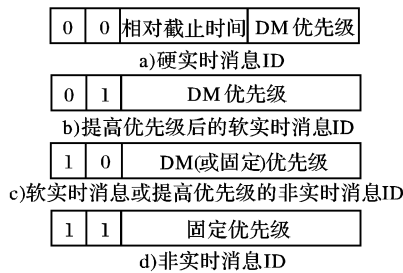 0 0 相对截止时间 DM 优先级
a)硬实时消息ID
0 1 DM 优先级
b)提高优先级后的软实时消息ID
1 0 DM(或固定)优先级
c)软实时消息或提高优先级的非实时消息ID
1 1 固定优先级
d)非实时消息ID